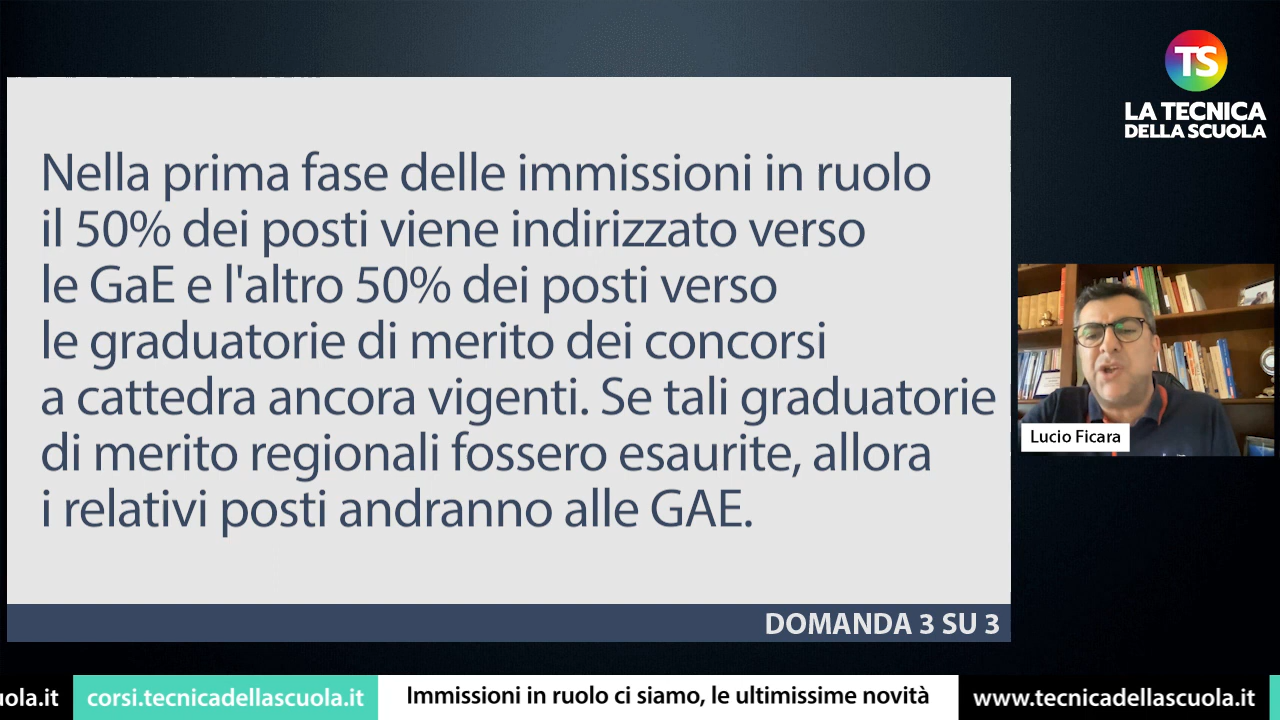 TS
LA TECNICA
DELLA SCUOLA
Nella prima fase delle immissioni in ruolo
il 50% dei posti viene indirizzato verso
le GaE e l'altro 50% dei posti verso
le graduatorie di merito dei concorsi
a cattedra ancora vigenti. Se tali graduatorie
di merito regionali fossero esaurite, allora
i relativi posti andranno alle GAE.
Lucio Ficara
DOMANDA 3 SU 3
uola.it
corsi.tecnicadellascuola.it
Immissioni in ruolo ci siamo, le ultimissime novità
www.tecnicadellascuola.it